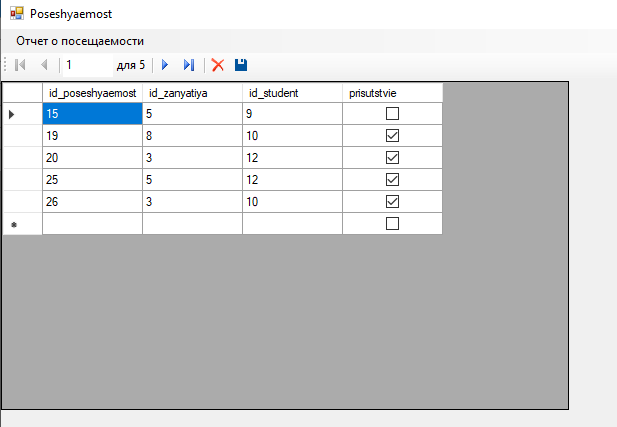 Poseshyaemost
Отчет о посещаемости
1 для 5
id_poseshyaemost id_zanyatiya id_student prisutstvie
15 5 9
19 8 10
20 3 12
25 5 12
26 3 10